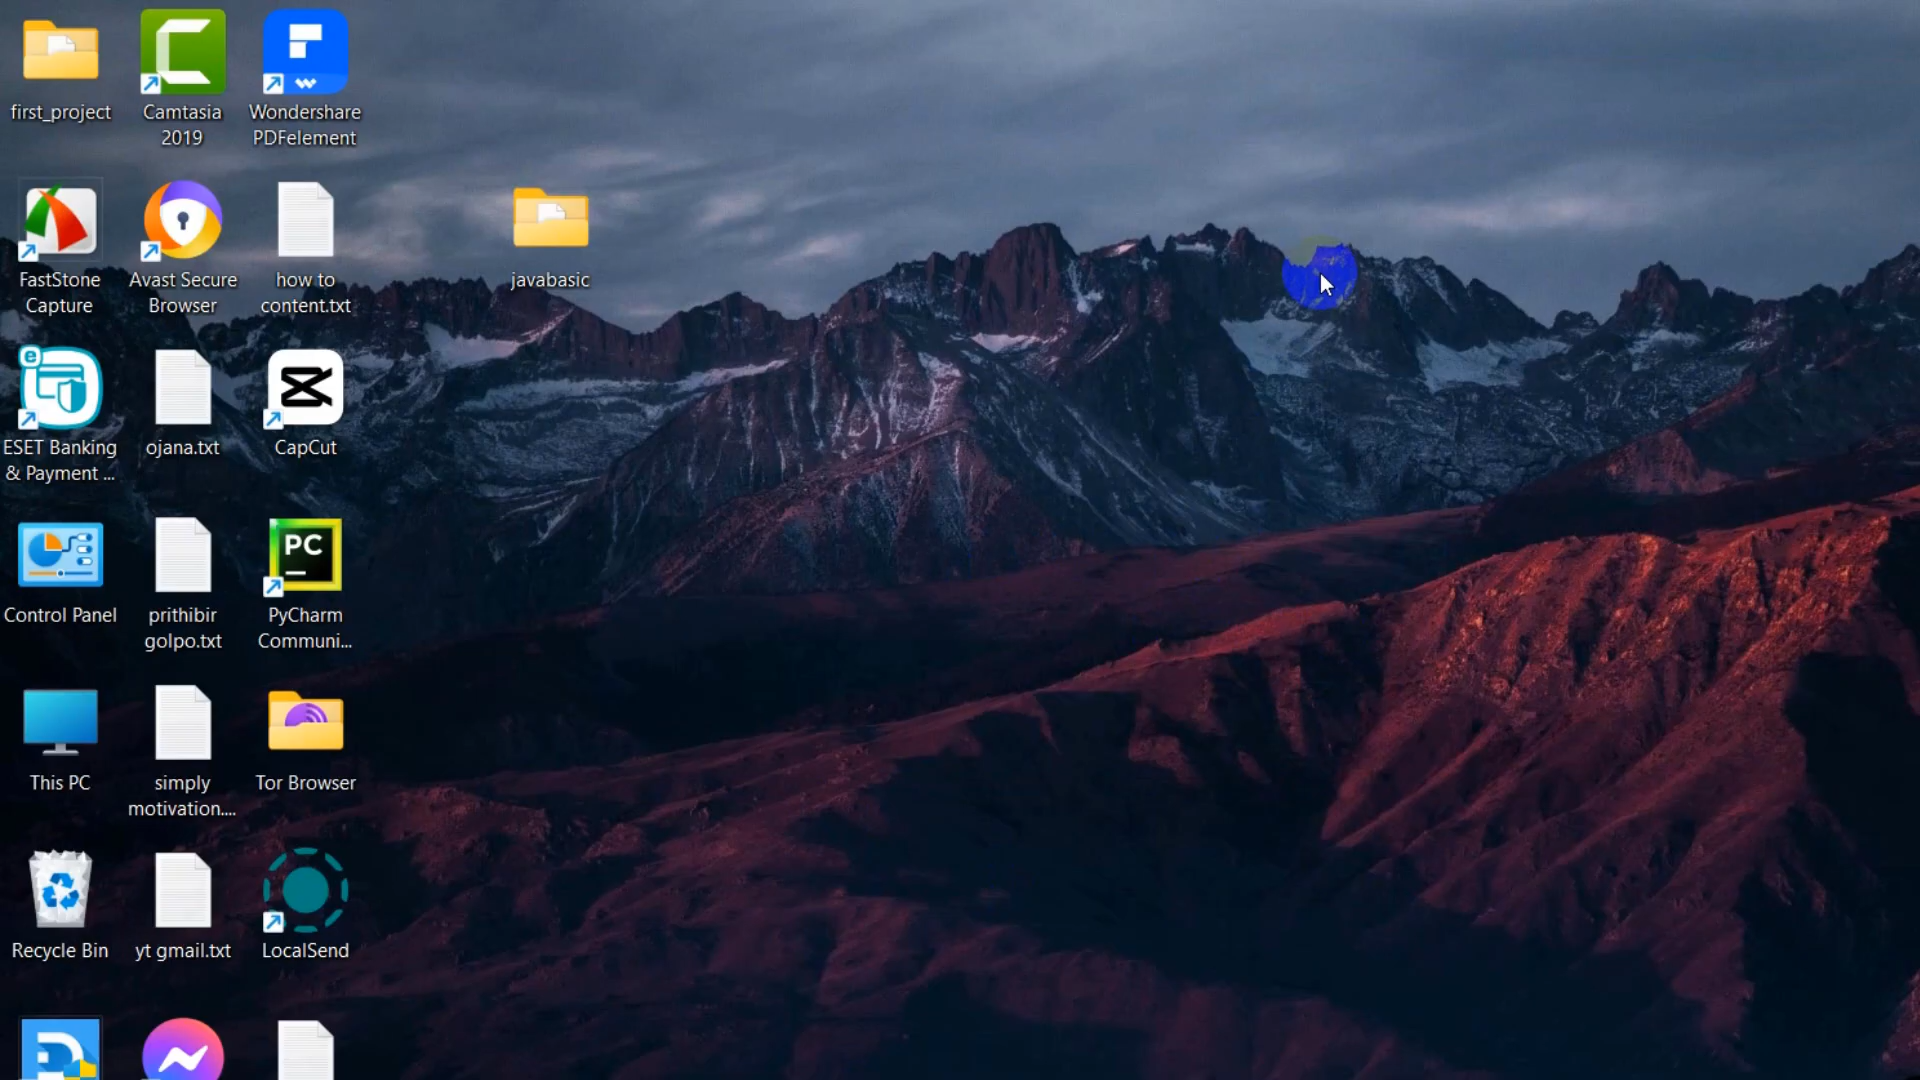 first_project
Camtasia
2019
Wondershare
PDFelement
FastStone
Capture
Avast Secure
Browser
how to
content.txt
javabasic
ESET Banking
& Payment ...
ojana.txt
CapCut
Control Panel
prithibir
golpo.txt
PC
PyCharm
Communi...
This PC
simply
motivation....
Tor Browser
Recycle Bin
yt gmail.txt
LocalSend